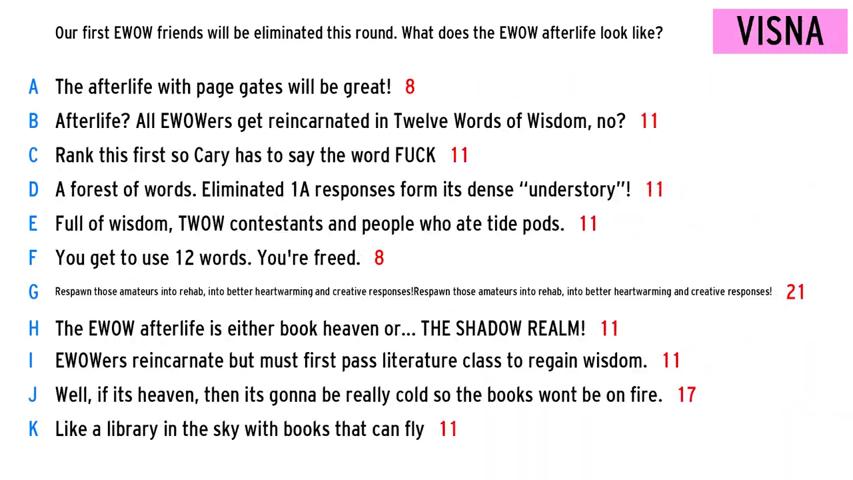 Our first EWOW friends will be eliminated this round. What does the EWOW afterlife look like?
VISNA
A The afterlife with page gates will be great! 8
B Afterlife? All EWOWers get reincarnated in Twelve Words of Wisdom, no? 11
C Rank this first so Cary has to say the word FUCK 11
D A forest of words. Eliminated 1A responses form its dense “understory”! 11
E Full of wisdom, TWOW contestants and people who ate tide pods. 11
F You get to use 12 words. You're freed. 8
G Respawn those amateurs into rehab, into better heartwarming and creative responses!Respawn those amateurs into rehab, into better heartwarming and creative responses! 21
H The EWOW afterlife is either book heaven or... THE SHADOW REALM! 11
I EWOWers reincarnate but must first pass literature class to regain wisdom. 11
J Well, if its heaven, then its gonna be really cold so the books wont be on fire. 17
K Like a library in the sky with books that can fly 11